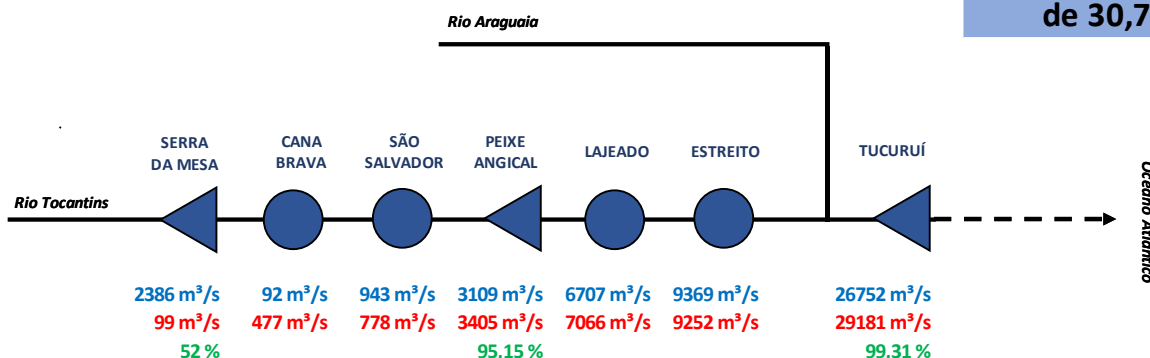 de 30,7
Rio Araguaia
SERRA
DA MESA
CANA
BRAVA
SÃO
SALVADOR
PEIXE
ANGICAL
LAJEADO
ESTREITO
TUCURUÍ
Rio Tocantins
Oceano Atlântico
2386 m³/s 92 m³/s 943 m³/s 3109 m³/s 6707 m³/s 9369 m³/s 26752 m³/s
99 m³/s 477 m³/s 778 m³/s 3405 m³/s 7066 m³/s 9252 m³/s 29181 m³/s
52 % 95.15 % 99.31 %